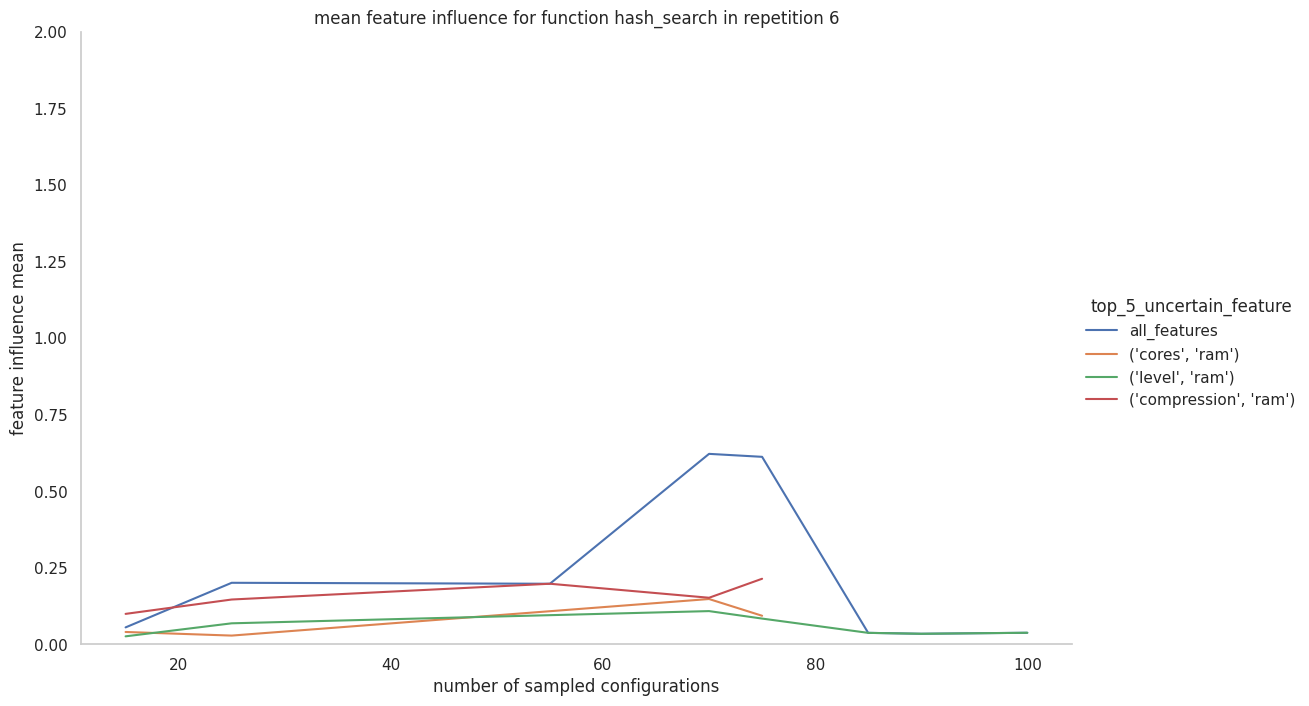 mean feature influence for function hash_search in repetition 6
2.00
1.75
1.50
1.25
1.00
0.75
0.50
0.25
0.00
feature influence mean
20
40
60
80
100
number of sampled configurations
top_5_uncertain_feature
all_features
('cores', 'ram')
('level', 'ram')
('compression', 'ram')